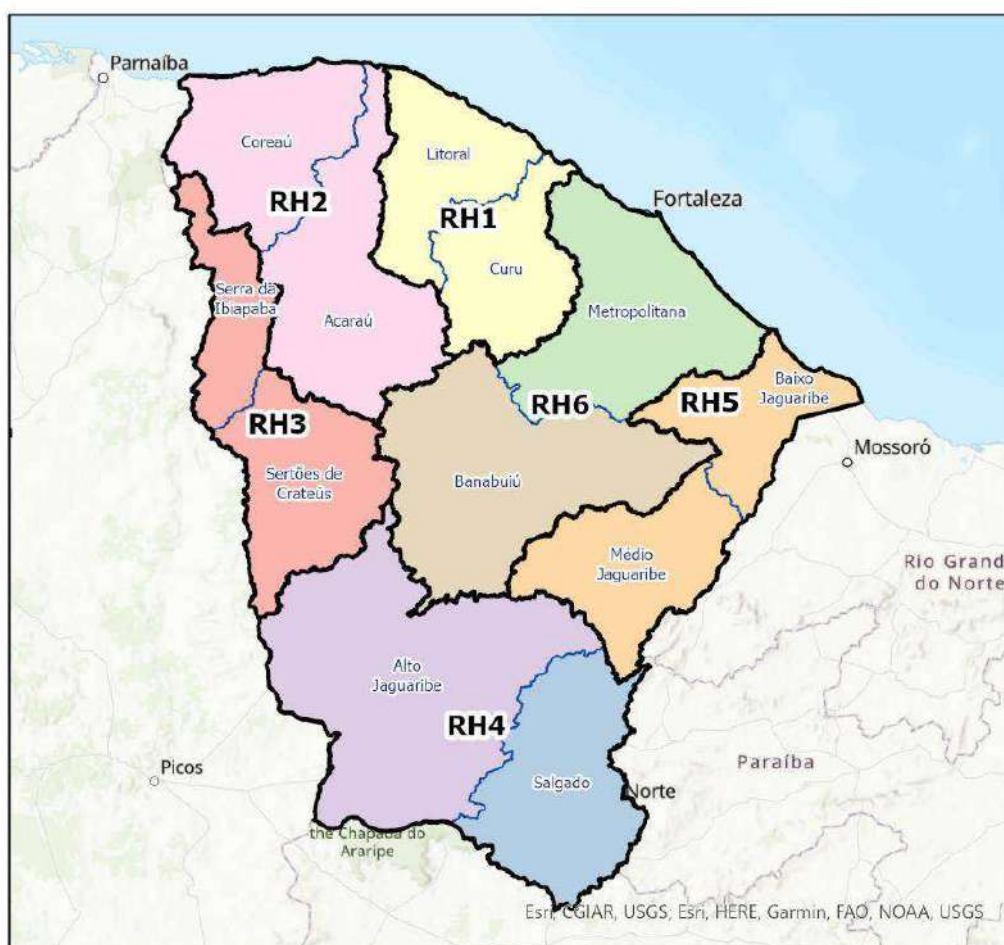 Parnaíba
Coreaú
Litoral
RH2
RH1
Fortaleza
Serra da
Ibiapaba
Curu
Acaraú
Metropolitana
RH3
RH6
RH5
Baixo
Jaguaribe
Mossoró
Sertões de
Crateús
Banabuiú
Médio
Jaguaribe
Rio Grand
do Norte
Alto
Jaguaribe
RH4
Picos
Salgado
Norte
Paraíba
the Chapada do
Araripe
Esri, CGIAR, USGS, Esri, HERE, Garmin, FAO, NOAA, USGS